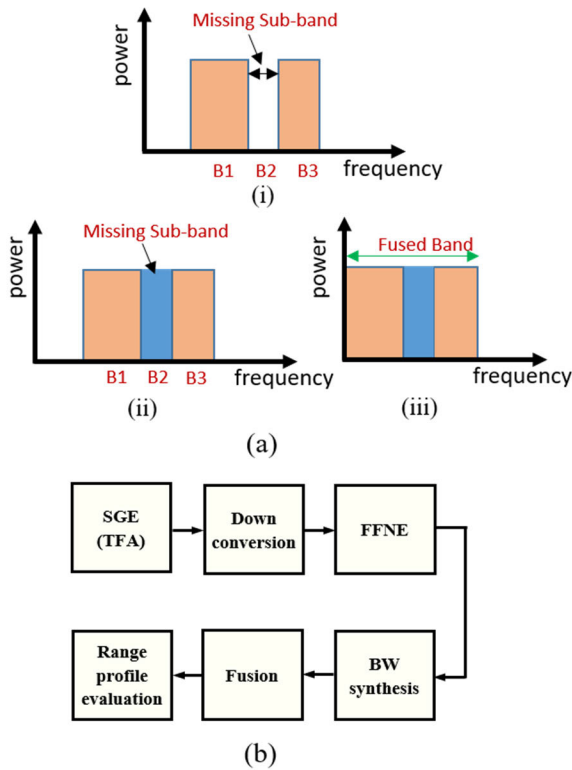 Missing Sub-band
power
B1 B2 B3 frequency
(i)
Missing Sub-band
power
B1 B2 B3 frequency
(ii)
Fused Band
power
frequency
(iii)
(a)
SGE
(TFA)
Down
conversion
FFNE
Range
profile
evaluation
Fusion
BW
synthesis
(b)